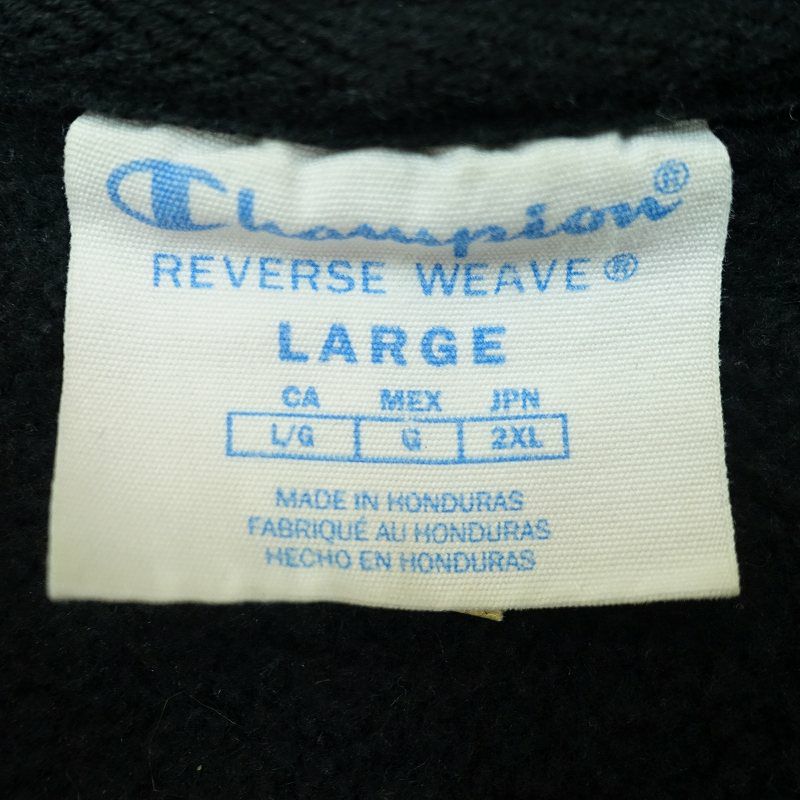 Champion®
REVERSE WEAVE®
LARGE
CA MEX JPN
L/G G 2XL
MADE IN HONDURAS
FABRIQUÉ AU HONDURAS
HECHO EN HONDURAS